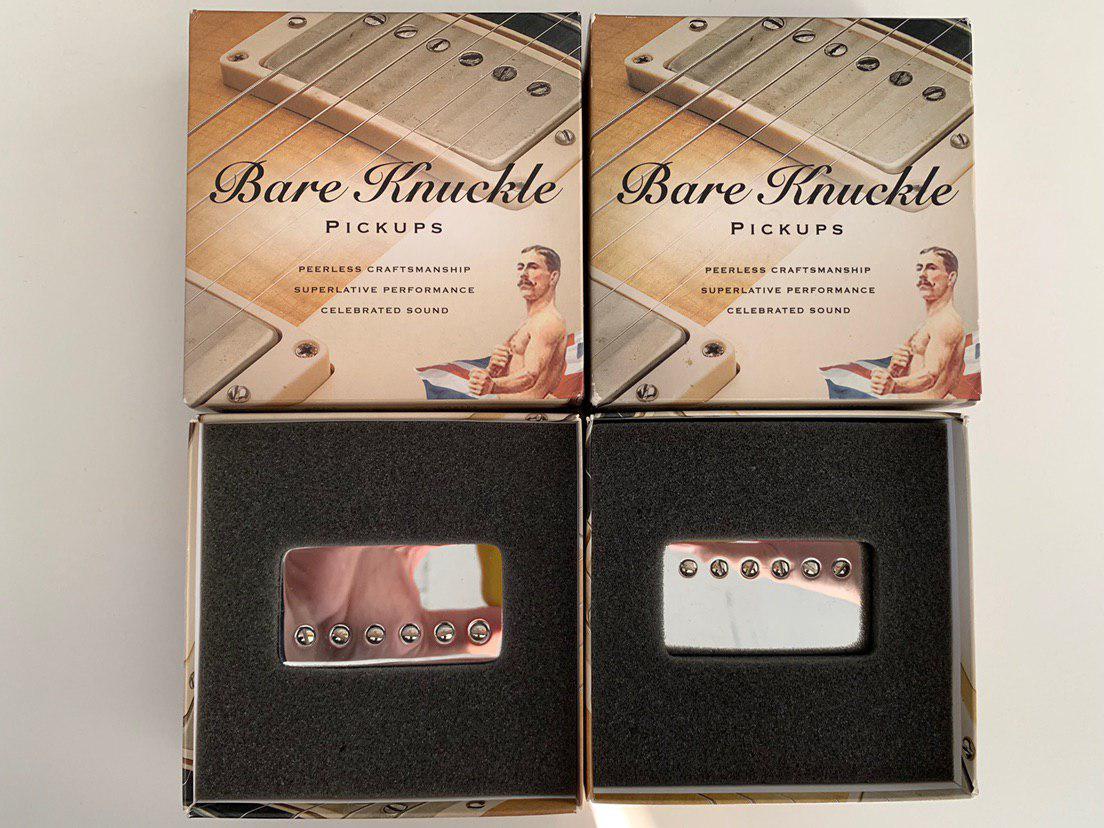 Bare Knuckle
PICKUPS
PEERLESS CRAFTSMANSHIP
SUPERLATIVE PERFORMANCE
CELEBRATED SOUND
Bare Knuckle
PICKUPS
PEERLESS CRAFTSMANSHIP
SUPERLATIVE PERFORMANCE
CELEBRATED SOUND